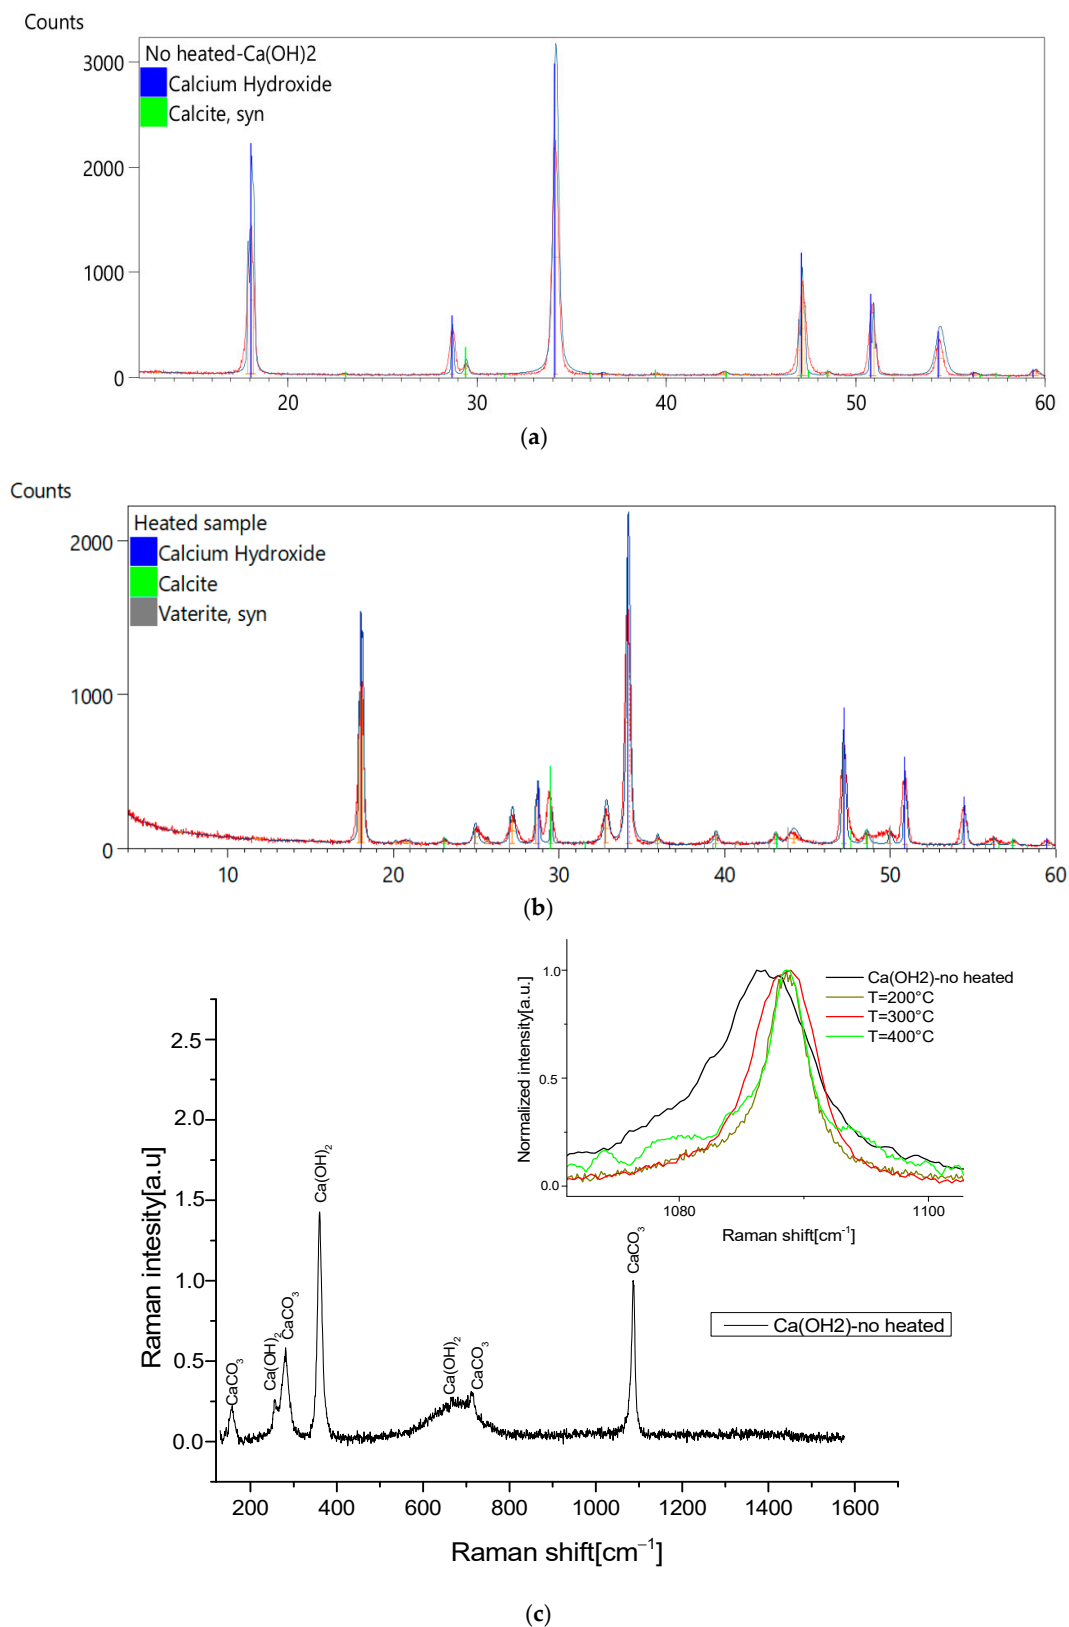 Counts
No heated-Ca(OH)2
Calcium Hydroxide
Calcite, syn
3000
2000
1000
0
20 30 40 50 60
(a)
Counts
Heated sample
Calcium Hydroxide
Calcite
Vaterite, syn
2000
1000
0
10 20 30 40 50 60
(b)
Normalized intensity[a.u.]
1.0
0.5
0.0
Ca(OH2)-no heated
T=200°C
T=300°C
T=400°C
1080 1100
Raman shift[cm⁻¹]
Raman intesity[a.u]
2.5
2.0
1.5
1.0
0.5
0.0
CaCO₃
Ca(OH)₂
CaCO₃
Ca(OH)₂
Ca(OH)₂
CaCO₃
CaCO₃
Ca(OH2)-no heated
200 400 600 800 1000 1200 1400 1600
Raman shift[cm⁻¹]
(c)